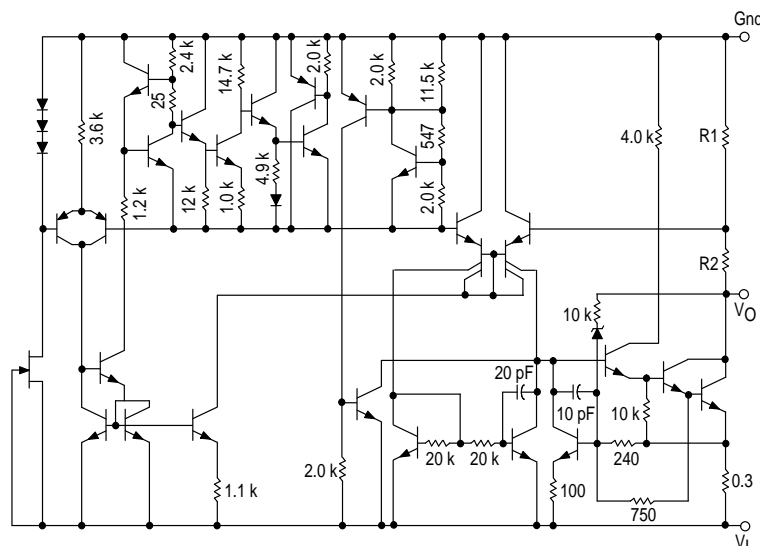 Gnd
2.4 k
25
3.6 k
1.2 k
12 k
14.7 k
1.0 k
4.9 k
2.0 k
2.0 k
11.5 k
547
2.0 k
4.0 k
R1
R2
VO
10 k
20 pF
10 pF
10 k
20 k
20 k
240
0.3
2.0 k
1.1 k
100
750